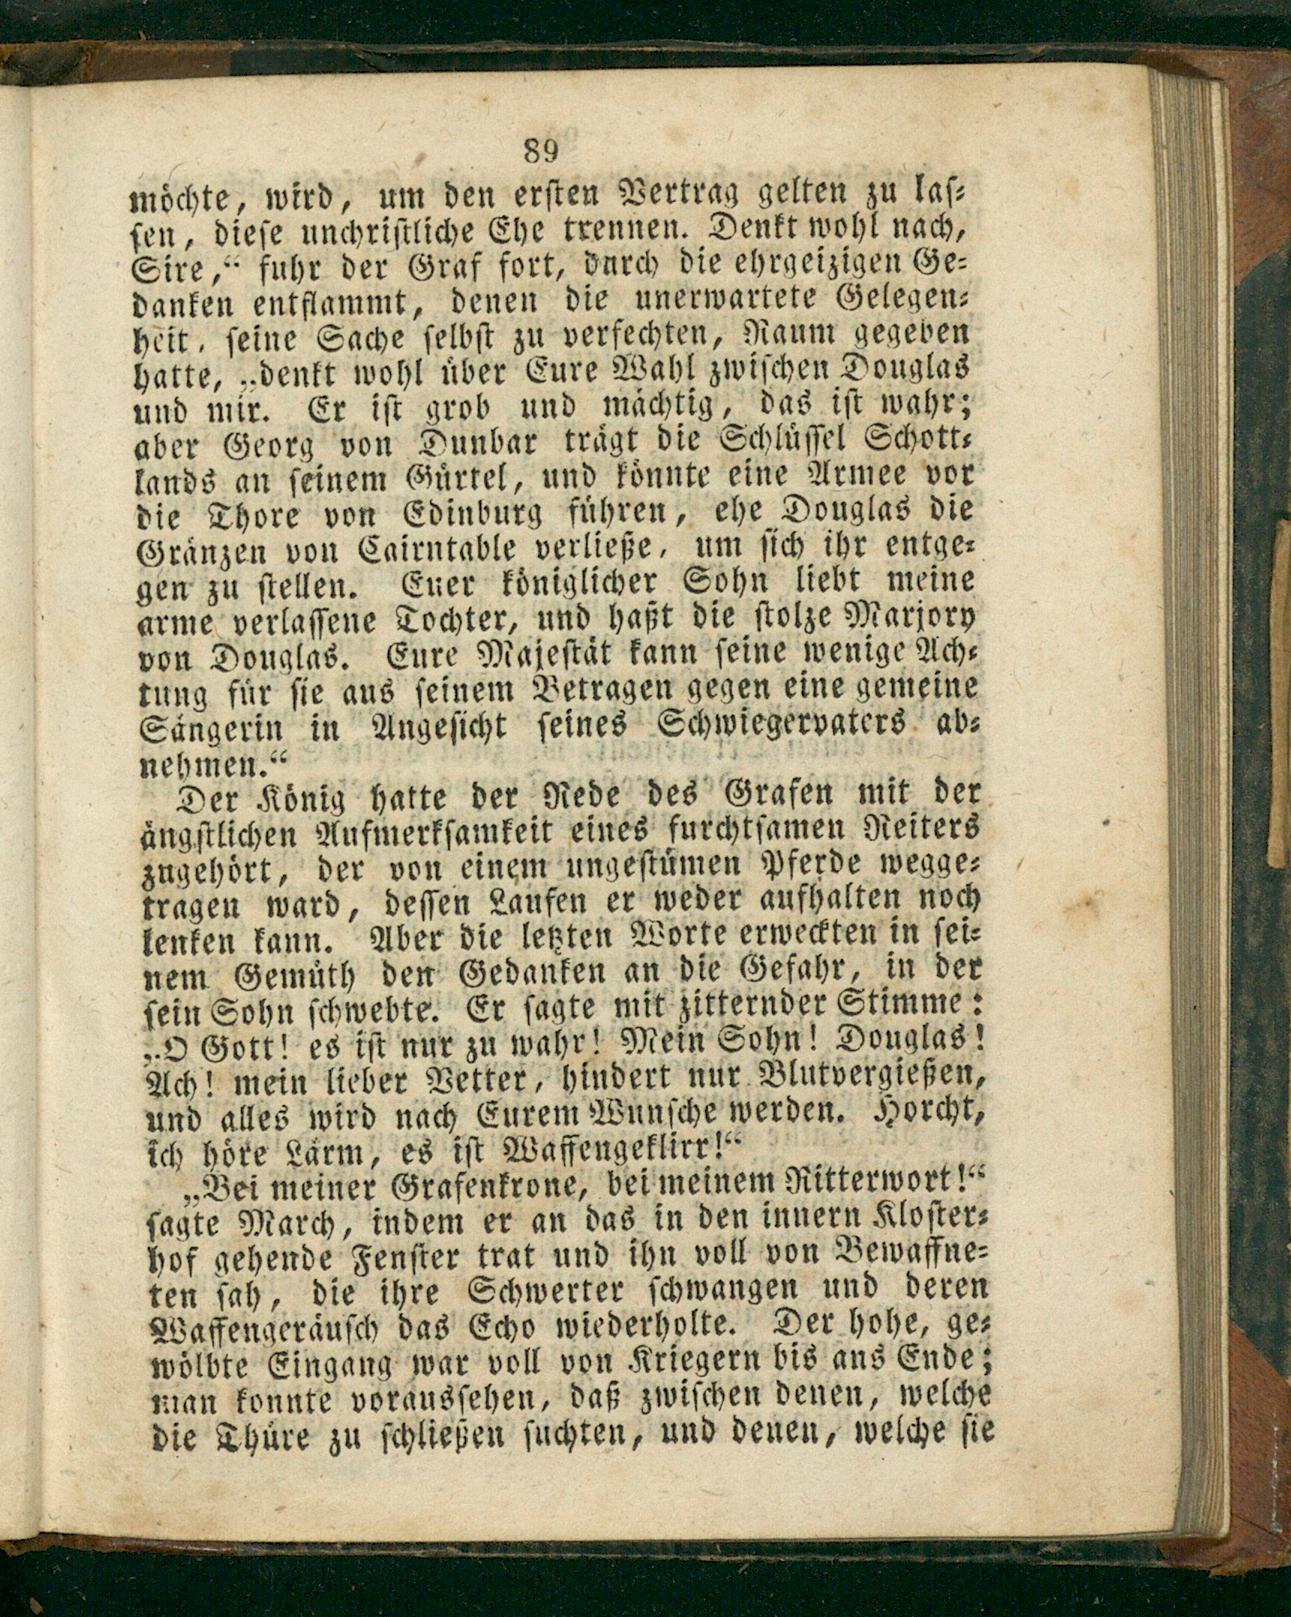 89
möchte, wird, um den ersten Vertrag gelten zu las-
sen, diese unchristliche Ehe trennen. Denkt wohl nach,
Sire,“ fuhr der Graf fort, durch die ehrgeizigen Ge-
danken entflammt, denen die unerwartete Gelegen-
heit, seine Sache selbst zu verfechten, Raum gegeben
hatte, „denkt wohl über Eure Wahl zwischen Douglas
und mir. Er ist grob und mächtig, das ist wahr;
aber Georg von Dunbar trägt die Schlüssel Schott-
lands an seinem Gürtel, und könnte eine Armee vor
die Thore von Edinburg führen, ehe Douglas die
Gränzen von Cairntable verließe, um sich ihr entge-
gen zu stellen. Euer königlicher Sohn liebt meine
arme verlassene Tochter, und haßt die stolze Marjory
von Douglas. Eure Majestät kann seine wenige Ach-
tung für sie aus seinem Betragen gegen eine gemeine
Sängerin in Angesicht seines Schwiegervaters ab-
nehmen.“
Der König hatte der Rede des Grafen mit der
ängstlichen Aufmerksamkeit eines furchtsamen Reiters
zugehört, der von einem ungestümen Pferde wegge-
tragen ward, dessen Laufen er weder aufhalten noch
lenken kann. Aber die letzten Worte erweckten in sei-
nem Gemüth den Gedanken an die Gefahr, in der
sein Sohn schwebte. Er sagte mit zitternder Stimme:
„O Gott! es ist nur zu wahr! Mein Sohn! Douglas!
Ach! mein lieber Vetter, hindert nur Blutvergießen,
und alles wird nach Eurem Wunsche werden. Horcht,
ich höre Lärm, es ist Waffengeklirr!“
„Bei meiner Grafenkrone, bei meinem Ritterwort!“
sagte March, indem er an das in den innern Kloster-
hof gehende Fenster trat und ihn voll von Bewaffne-
ten sah, die ihre Schwerter schwangen und deren
Waffengeräusch das Echo wiederholte. Der hohe, ge-
wölbte Eingang war voll von Kriegern bis ans Ende;
man konnte voraussehen, daß zwischen denen, welche
die Thüre zu schließen suchten, und denen, welche sie